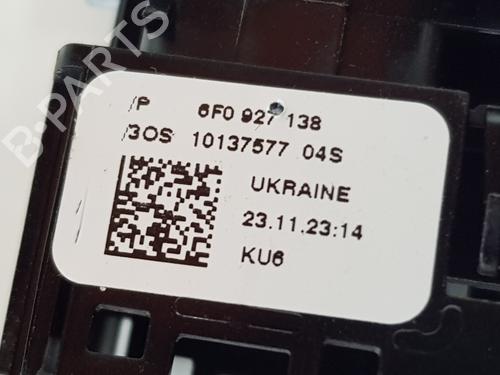 B-PARTS
/P 6F0 927 138
/3OS 10137577 04S
UKRAINE
23.11.23:14
KU6